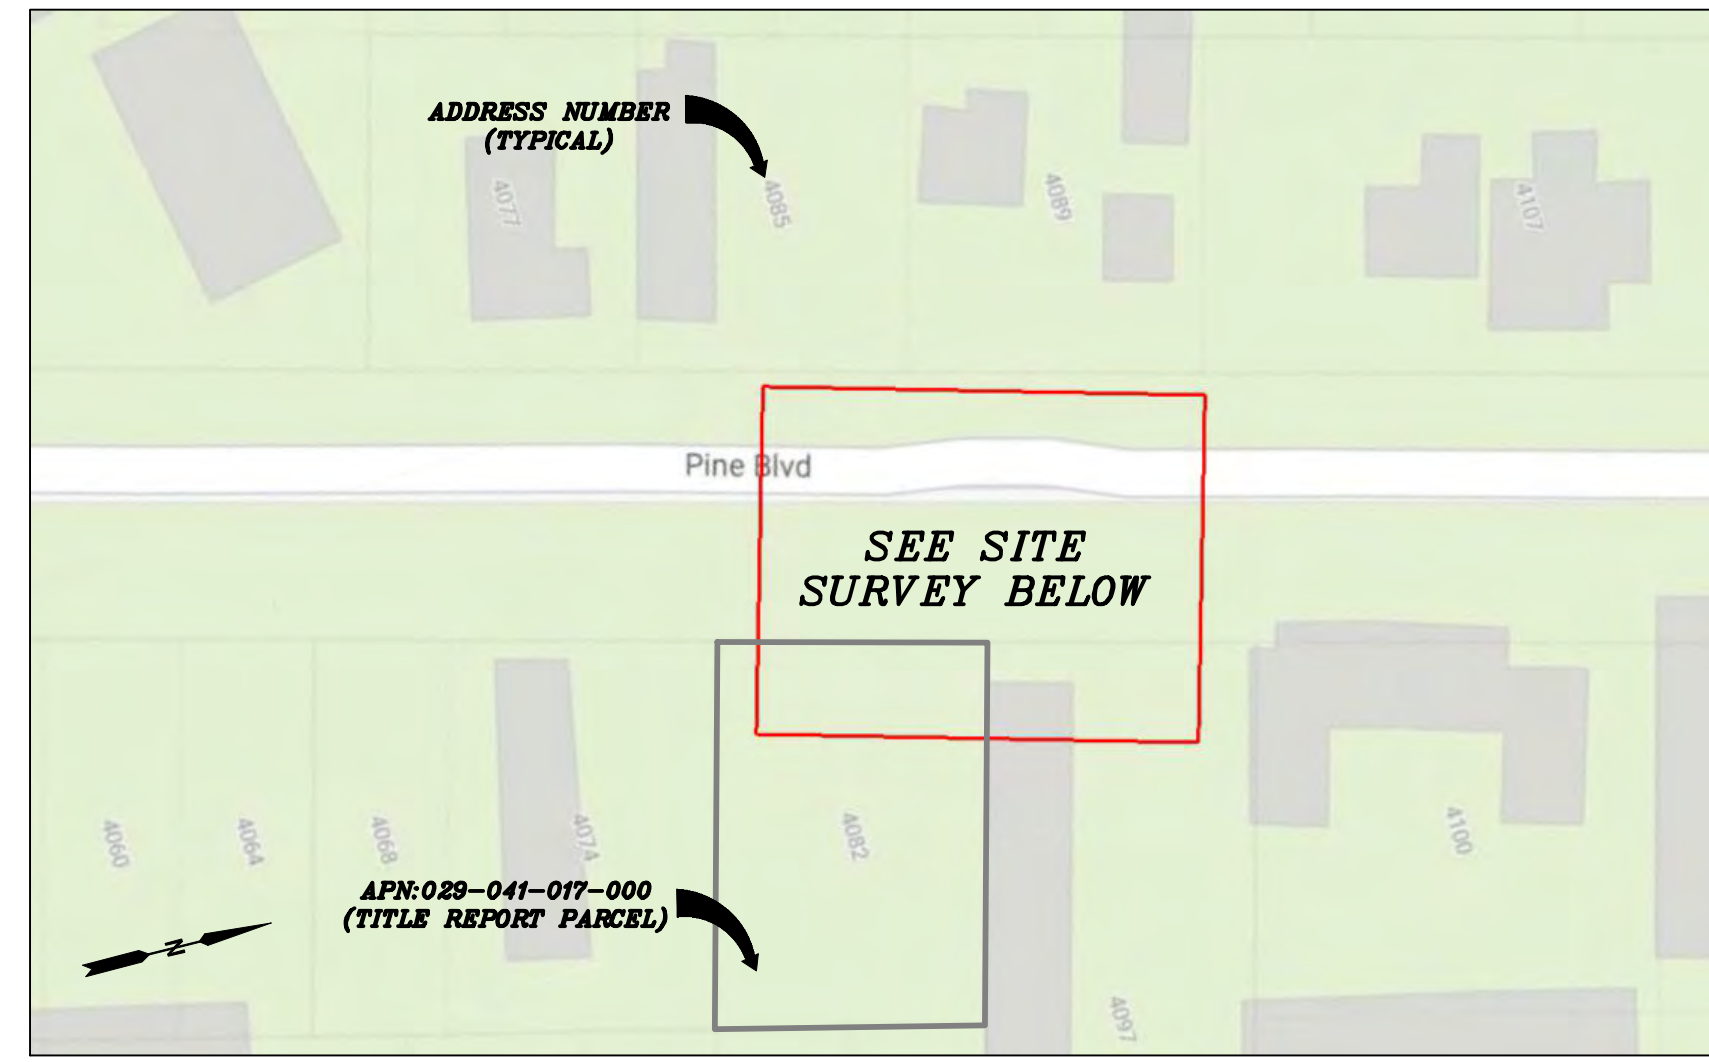 ADDRESS NUMBER
(TYPICAL)
4077
4085
4089
4107
Pine Blvd
SEE SITE
SURVEY BELOW
4060
4064
4068
4074
4082
4100
APN:029-041-017-000
(TITLE REPORT PARCEL)
N
4097